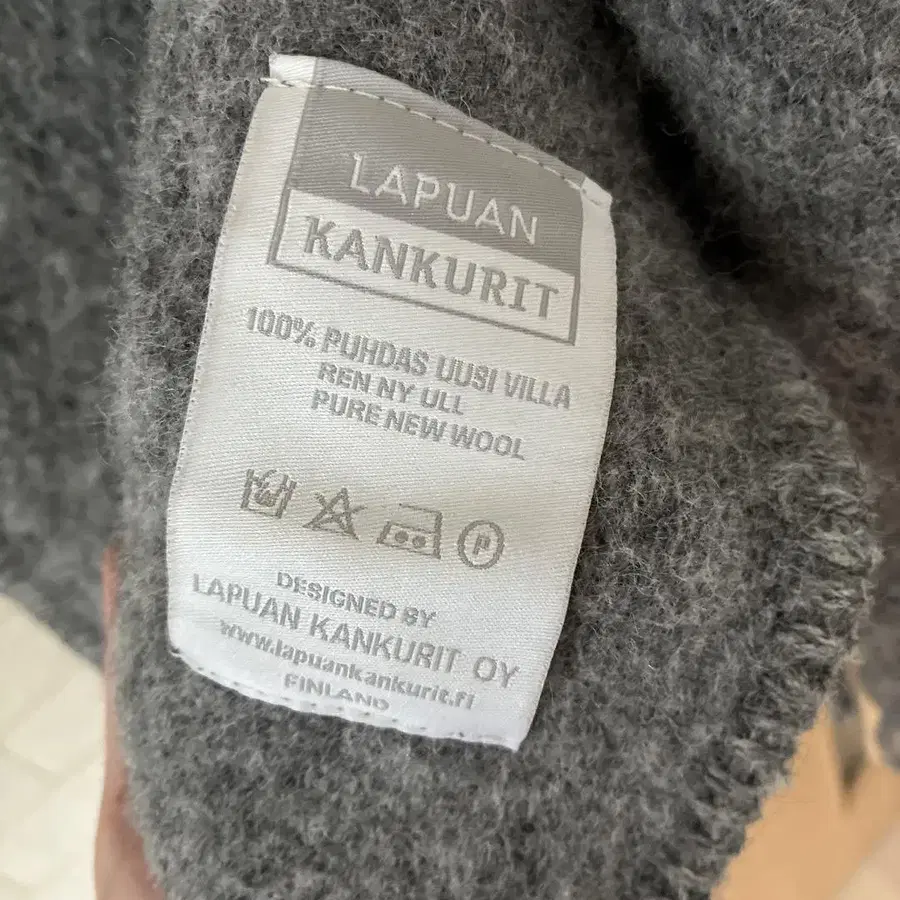 LAPUAN
KANKURIT
100% PUHDAS UUSI VILLA
REN NY ULL
PURE NEW WOOL
P
DESIGNED BY
LAPUAN KANKURIT OY
www.lapuankankurit.fi
FINLAND